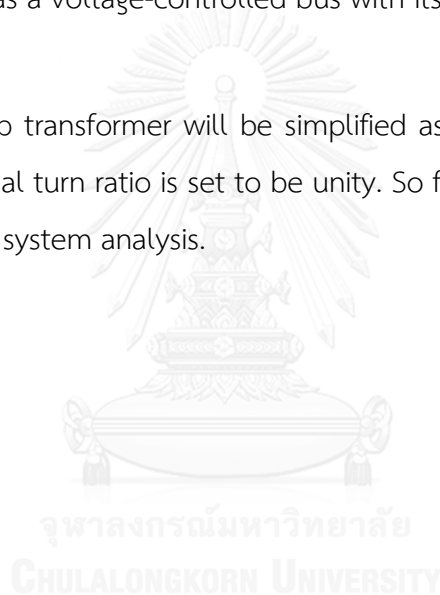 as a voltage-controlled bus with its
p transformer will be simplified as
al turn ratio is set to be unity. So f
system analysis.
จุฬาลงกรณ์มหาวิทยาลัย
CHULALONGKORN UNIVERSITY